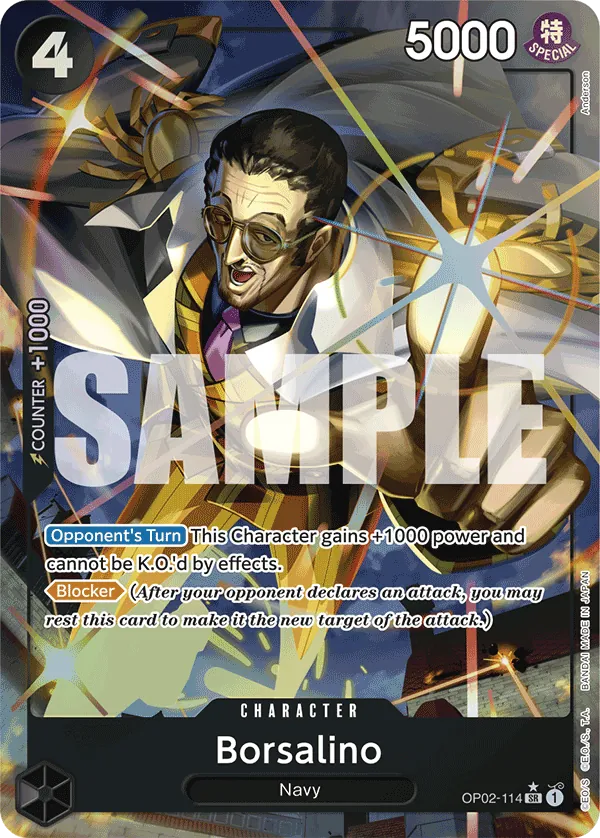 4
5000
特
SPECIAL
Anderson
COUNTER +1000
SAMPLE
Opponent's Turn This Character gains +1000 power and
cannot be K.O.'d by effects.
Blocker (After your opponent declares an attack, you may
rest this card to make it the new target of the attack.)
CHARACTER
Borsalino
Navy
OP02-114 SR 1
©EO/S ©E.O./S., T.A. BANDAI MADE IN JAPAN